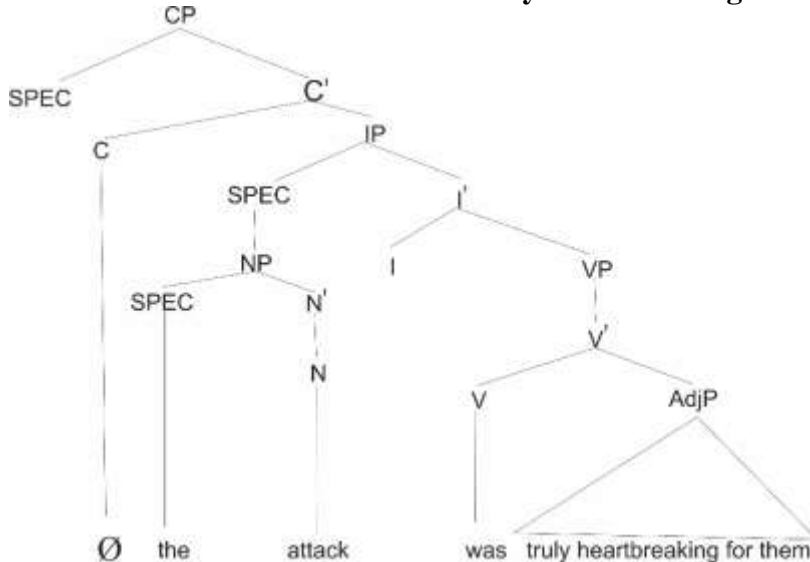 CP
SPEC C'
C IP
SPEC I'
NP I VP
SPEC N' V'
N V AdjP
Ø the attack was truly heartbreaking for them